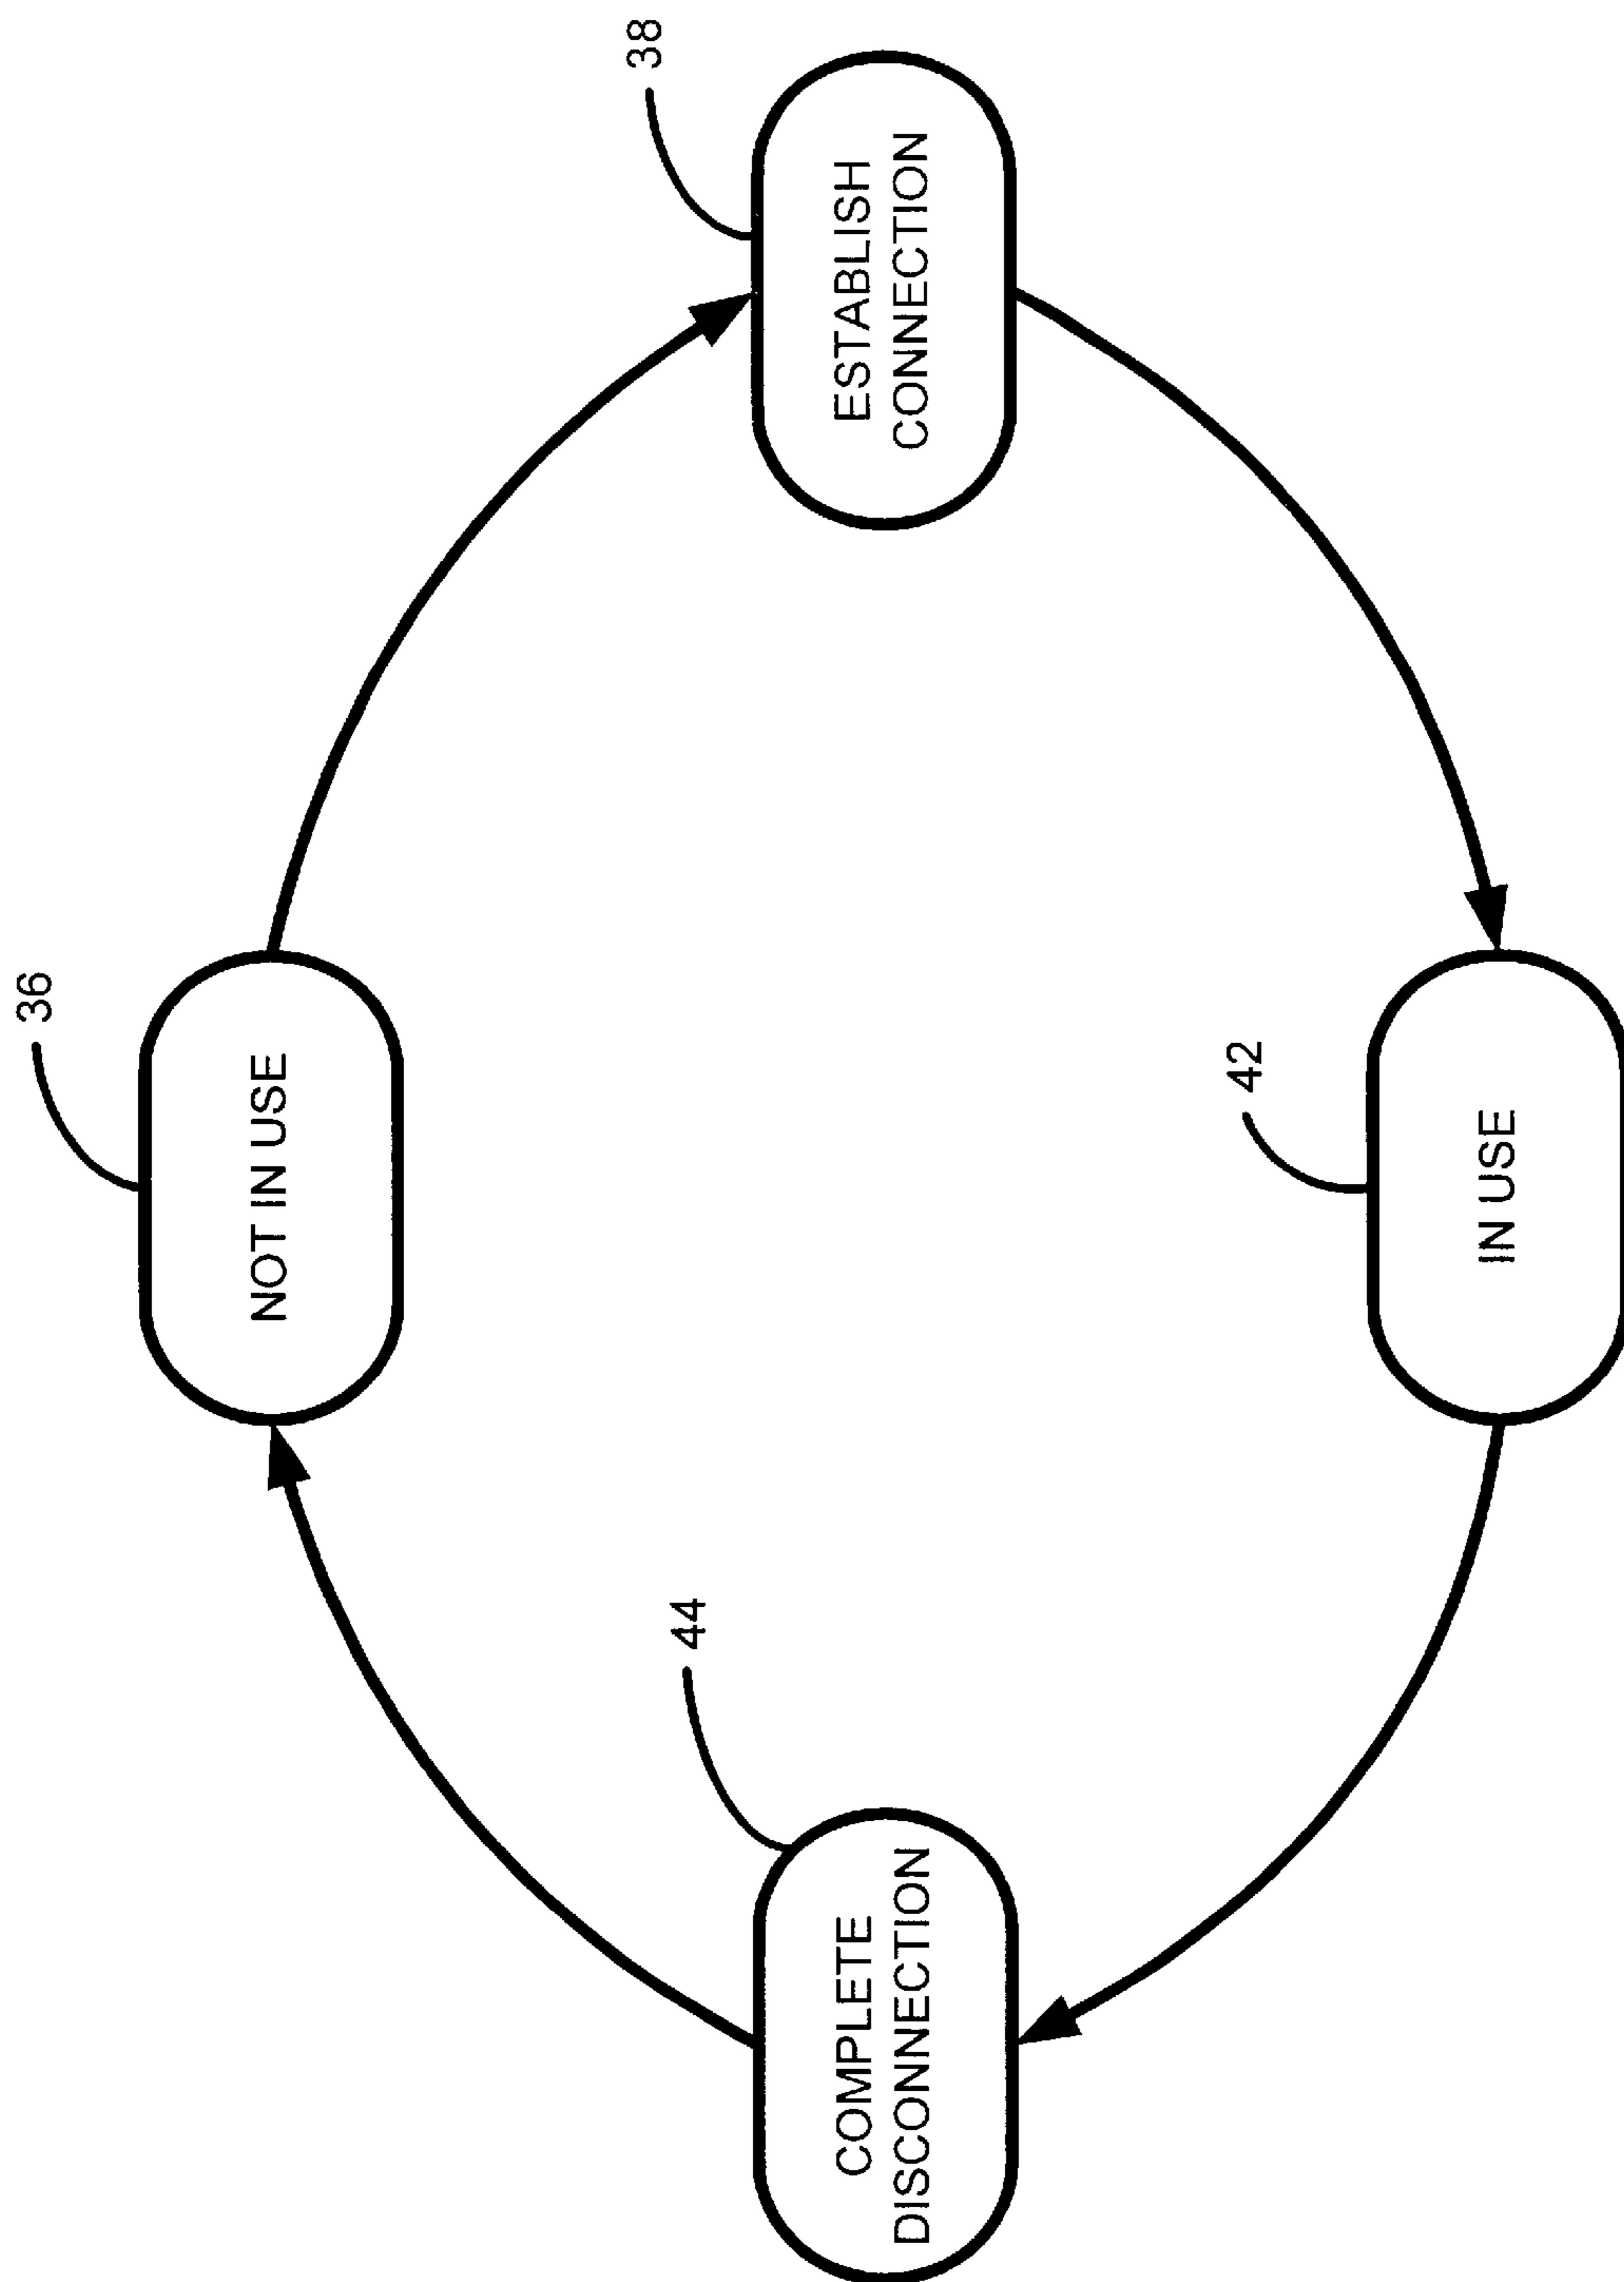 36
NOT IN USE
38
ESTABLISH
CONNECTION
44
COMPLETE
DISCONNECTION
42
IN USE